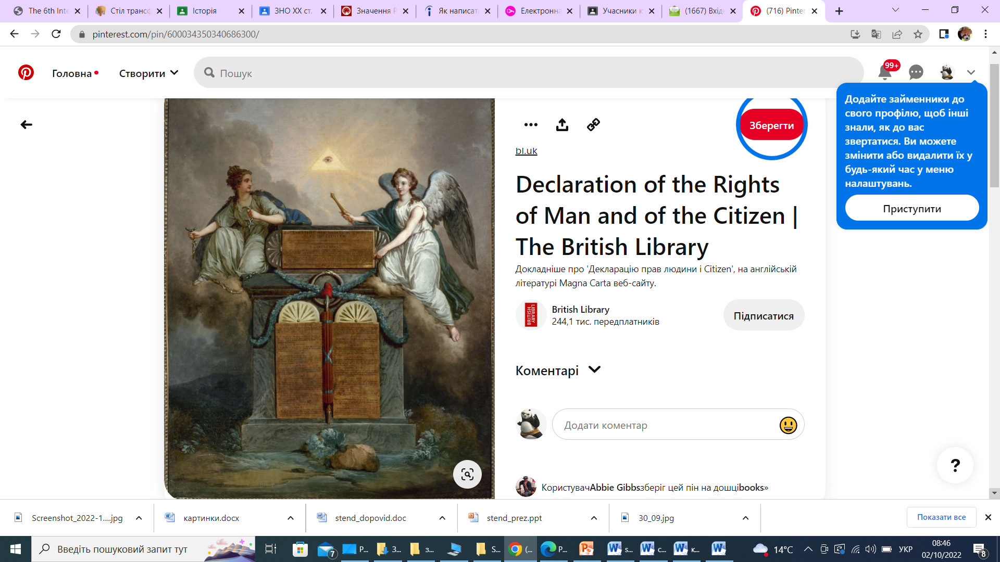 The 6th Inte
Стіл трансф
Історія
ЗНО ХХ ст.
Значення Р
Як написат
Електронна
Учасники к
(1667) Вхідн
(716) Pinter
pinterest.com/pin/600034350340686300/
Головна
Створити
Пошук
99+
Додайте займенники до
свого профілю, щоб інші
знали, як до вас
звертатися. Ви можете
змінити або видалити їх у
будь-який час у меню
налаштувань.
Приступити
Зберегти
bl.uk
Declaration of the Rights
of Man and of the Citizen |
The British Library
Докладніше про 'Декларацію прав людини і Citizen', на англійській
літературі Magna Carta веб-сайту.
BRITISH
LIBRARY
British Library
244,1 тис. передплатників
Підписатися
Коментарі
Додати коментар
?
КористувачAbbie Gibbsзберіг цей пін на дошціbooks»
Screenshot_2022-1....jpg
картинки.docx
stend_dopovid.doc
stend_prez.ppt
30_09.jpg
Показати все
Введіть пошуковий запит тут
7
P...
З...
з...
S...
(...
P...
s...
c...
к...
14°C
УКР
08:46
02/10/2022
8